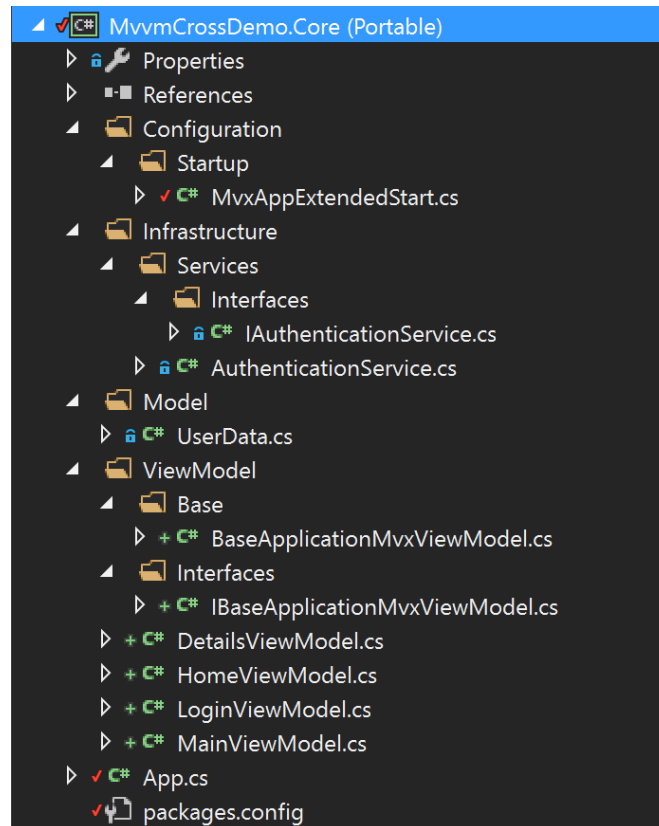 C# MvvmCrossDemo.Core (Portable)
Properties
References
Configuration
Startup
C# MvxAppExtendedStart.cs
Infrastructure
Services
Interfaces
C# IAuthenticationService.cs
C# AuthenticationService.cs
Model
C# UserData.cs
ViewModel
Base
C# BaseApplicationMvxViewModel.cs
Interfaces
C# IBaseApplicationMvxViewModel.cs
C# DetailsViewModel.cs
C# HomeViewModel.cs
C# LoginViewModel.cs
C# MainViewModel.cs
C# App.cs
packages.config